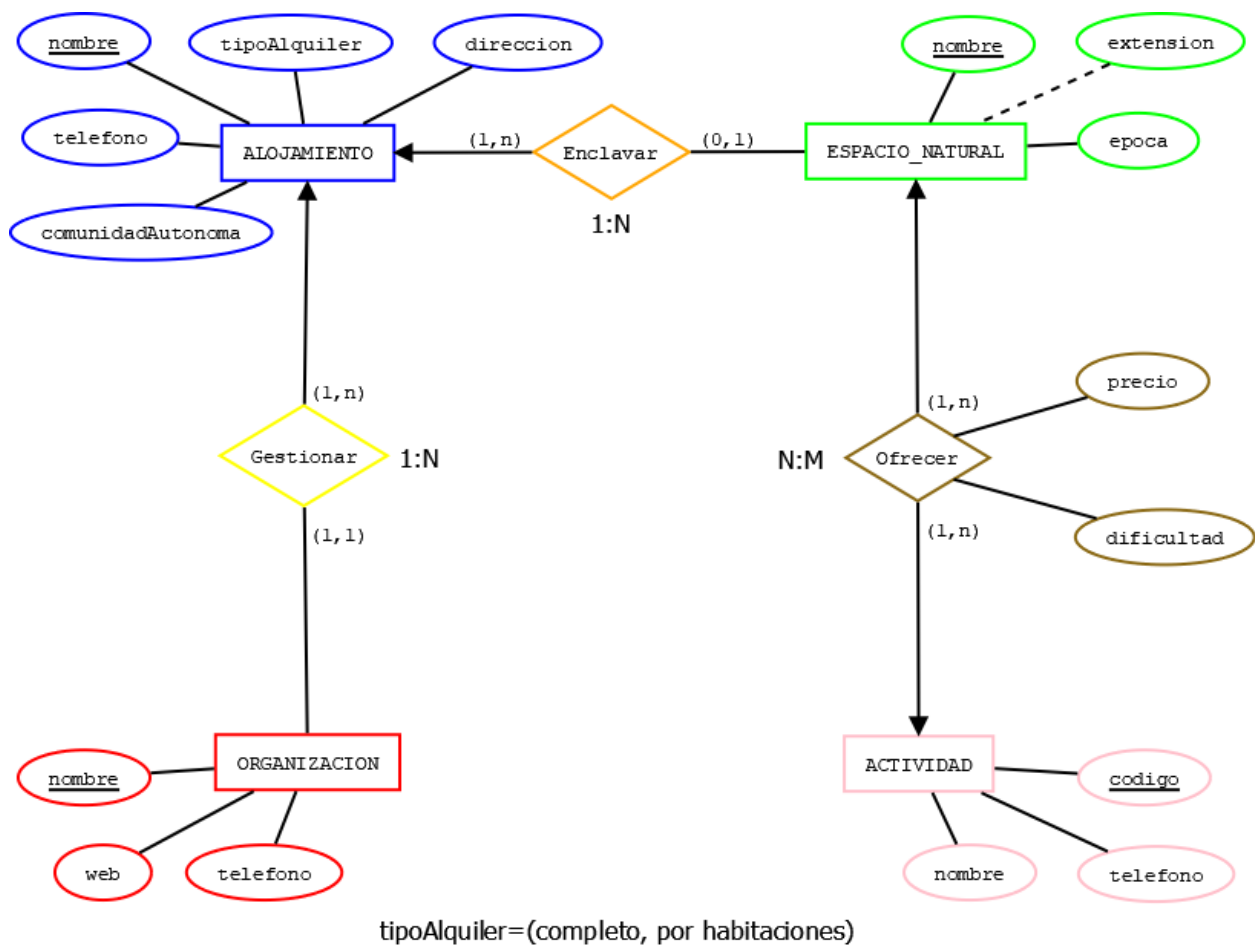 nombre
tipoAlquiler
direccion
nombre
extension
telefono
ALOJAMIENTO
(1,n)
Enclavar
(0,1)
ESPACIO_NATURAL
epoca
comunidadAutonoma
1:N
(1,n)
Gestionar
1:N
(1,1)
(1,n)
precio
N:M
Ofrecer
(1,n)
dificultad
nombre
ORGANIZACION
web
telefono
ACTIVIDAD
codigo
nombre
telefono
tipoAlquiler=(completo, por habitaciones)